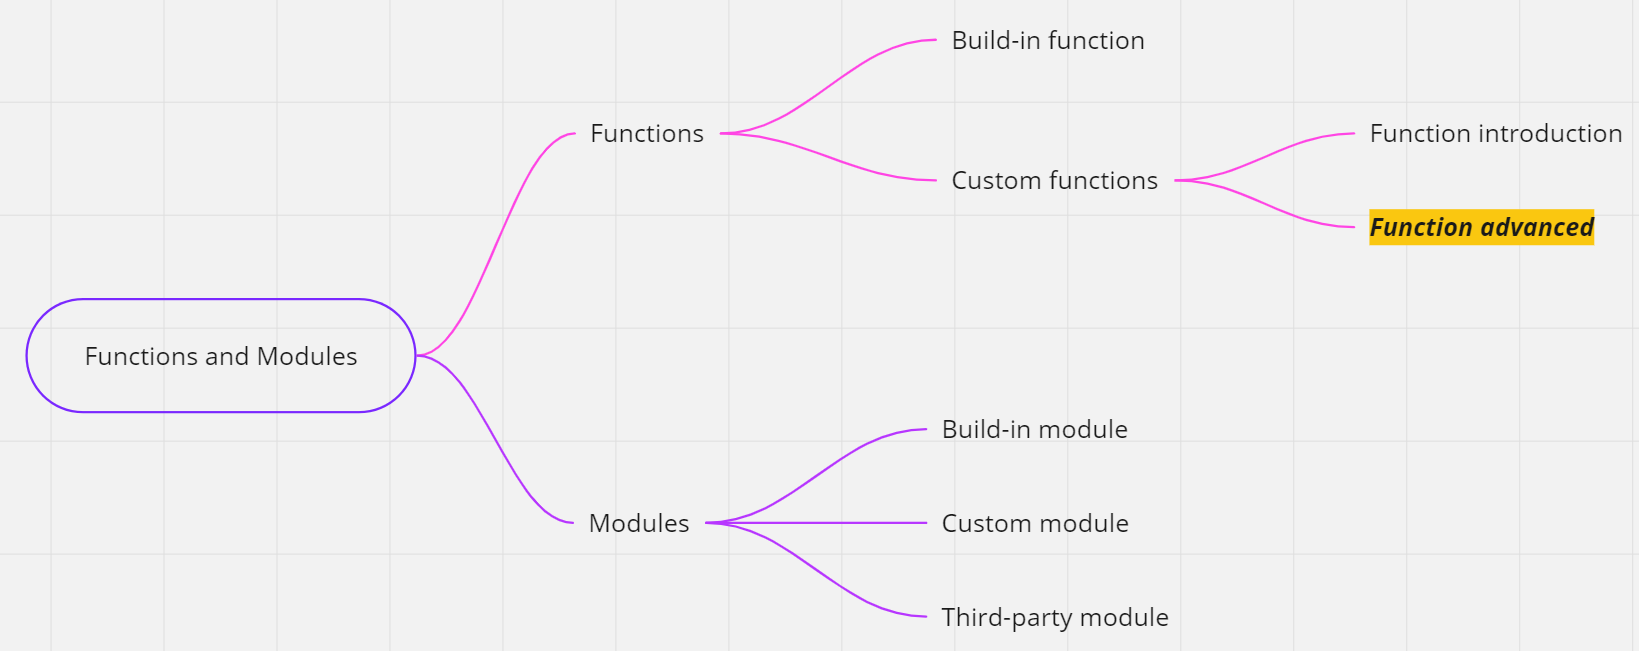 Build-in function
Functions
Function introduction
Custom functions
Function advanced
Functions and Modules
Build-in module
Modules
Custom module
Third-party module